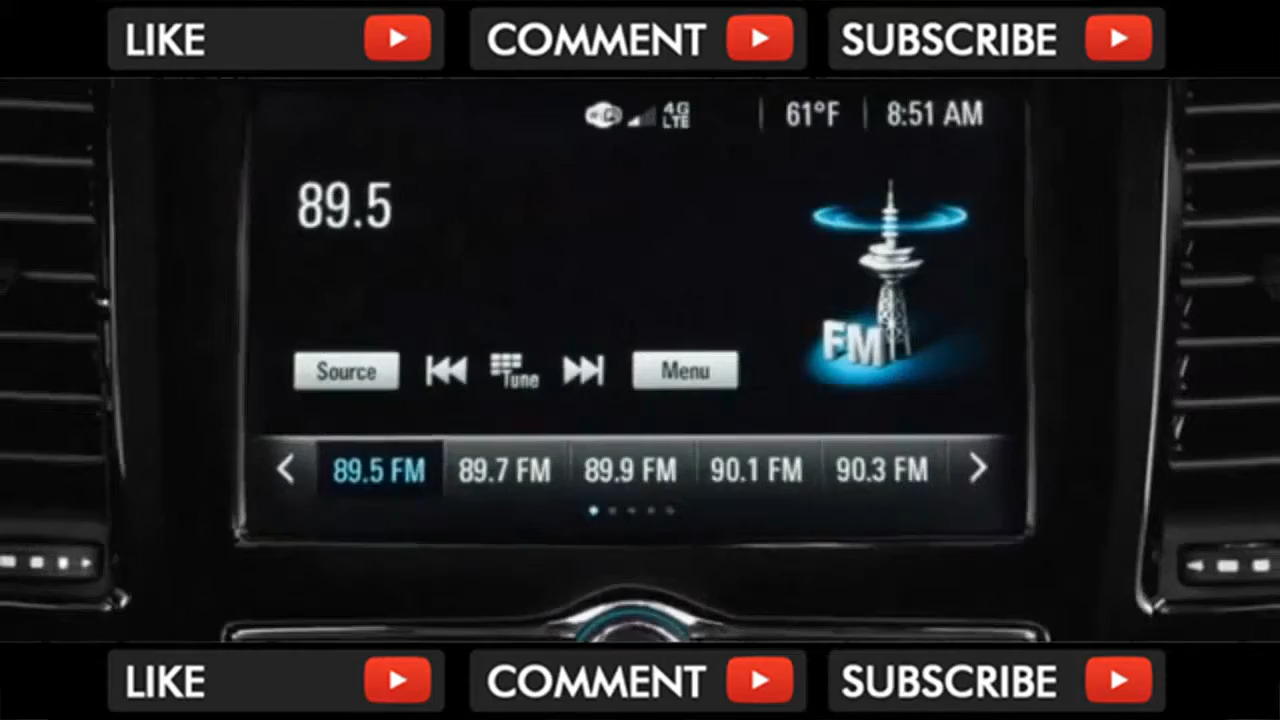 LIKE COMMENT SUBSCRIBE
4G LTE 61°F 8:51 AM
89.5
FM
Source Tune Menu
89.5 FM 89.7 FM 89.9 FM 90.1 FM 90.3 FM
LIKE COMMENT SUBSCRIBE